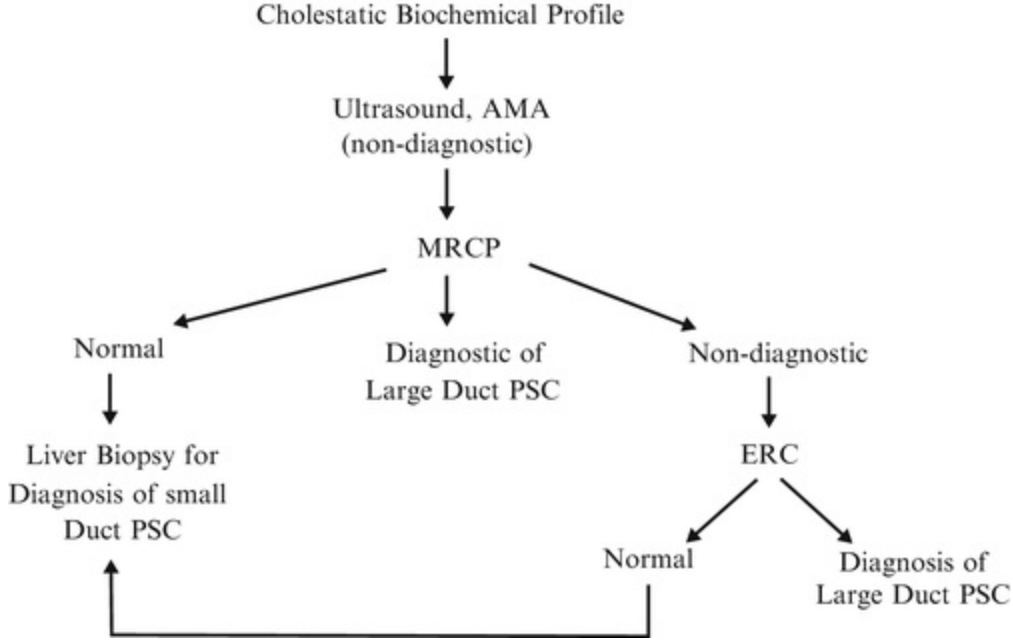 Cholestatic Biochemical Profile
Ultrasound, AMA
(non-diagnostic)
MRCP
Normal
Diagnostic of
Large Duct PSC
Non-diagnostic
Liver Biopsy for
Diagnosis of small
Duct PSC
ERC
Normal
Diagnosis of
Large Duct PSC